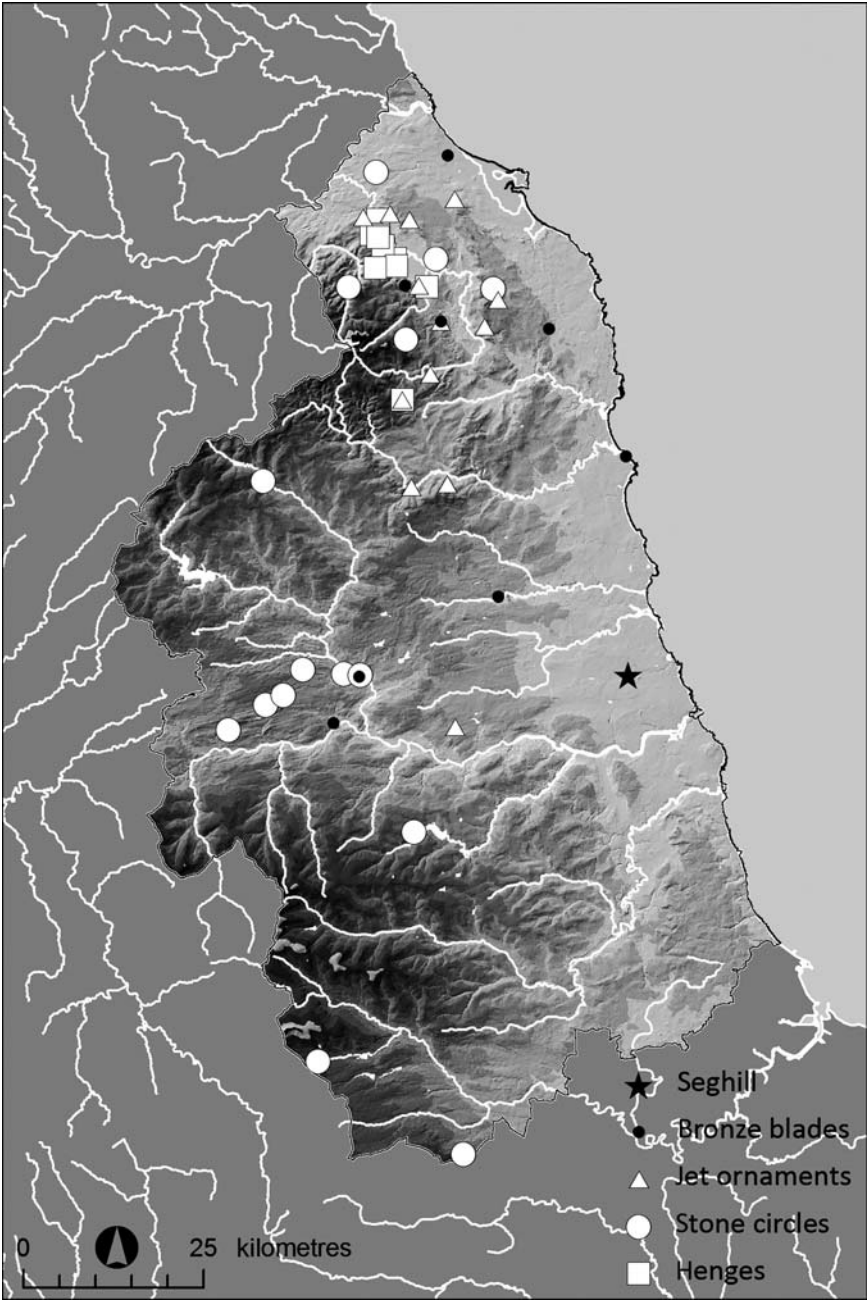 Seghill
Bronze blades
Jet ornaments
Stone circles
Henges
0 25 kilometres